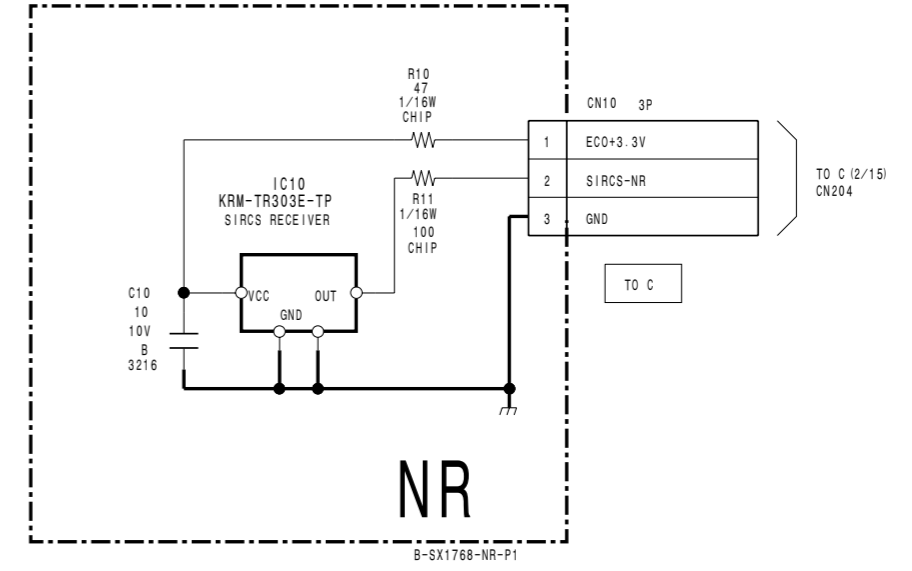 R10
47
1/16W
CHIP
CN10 3P
1 ECO+3.3V
2 SIRCS-NR
3 GND
TO C (2/15)
CN204
R11
1/16W
100
CHIP
IC10
KRM-TR303E-TP
SIRCS RECEIVER
VCC OUT
GND
TO C
C10
10
10V
B
3216
NR
B-SX1768-NR-P1